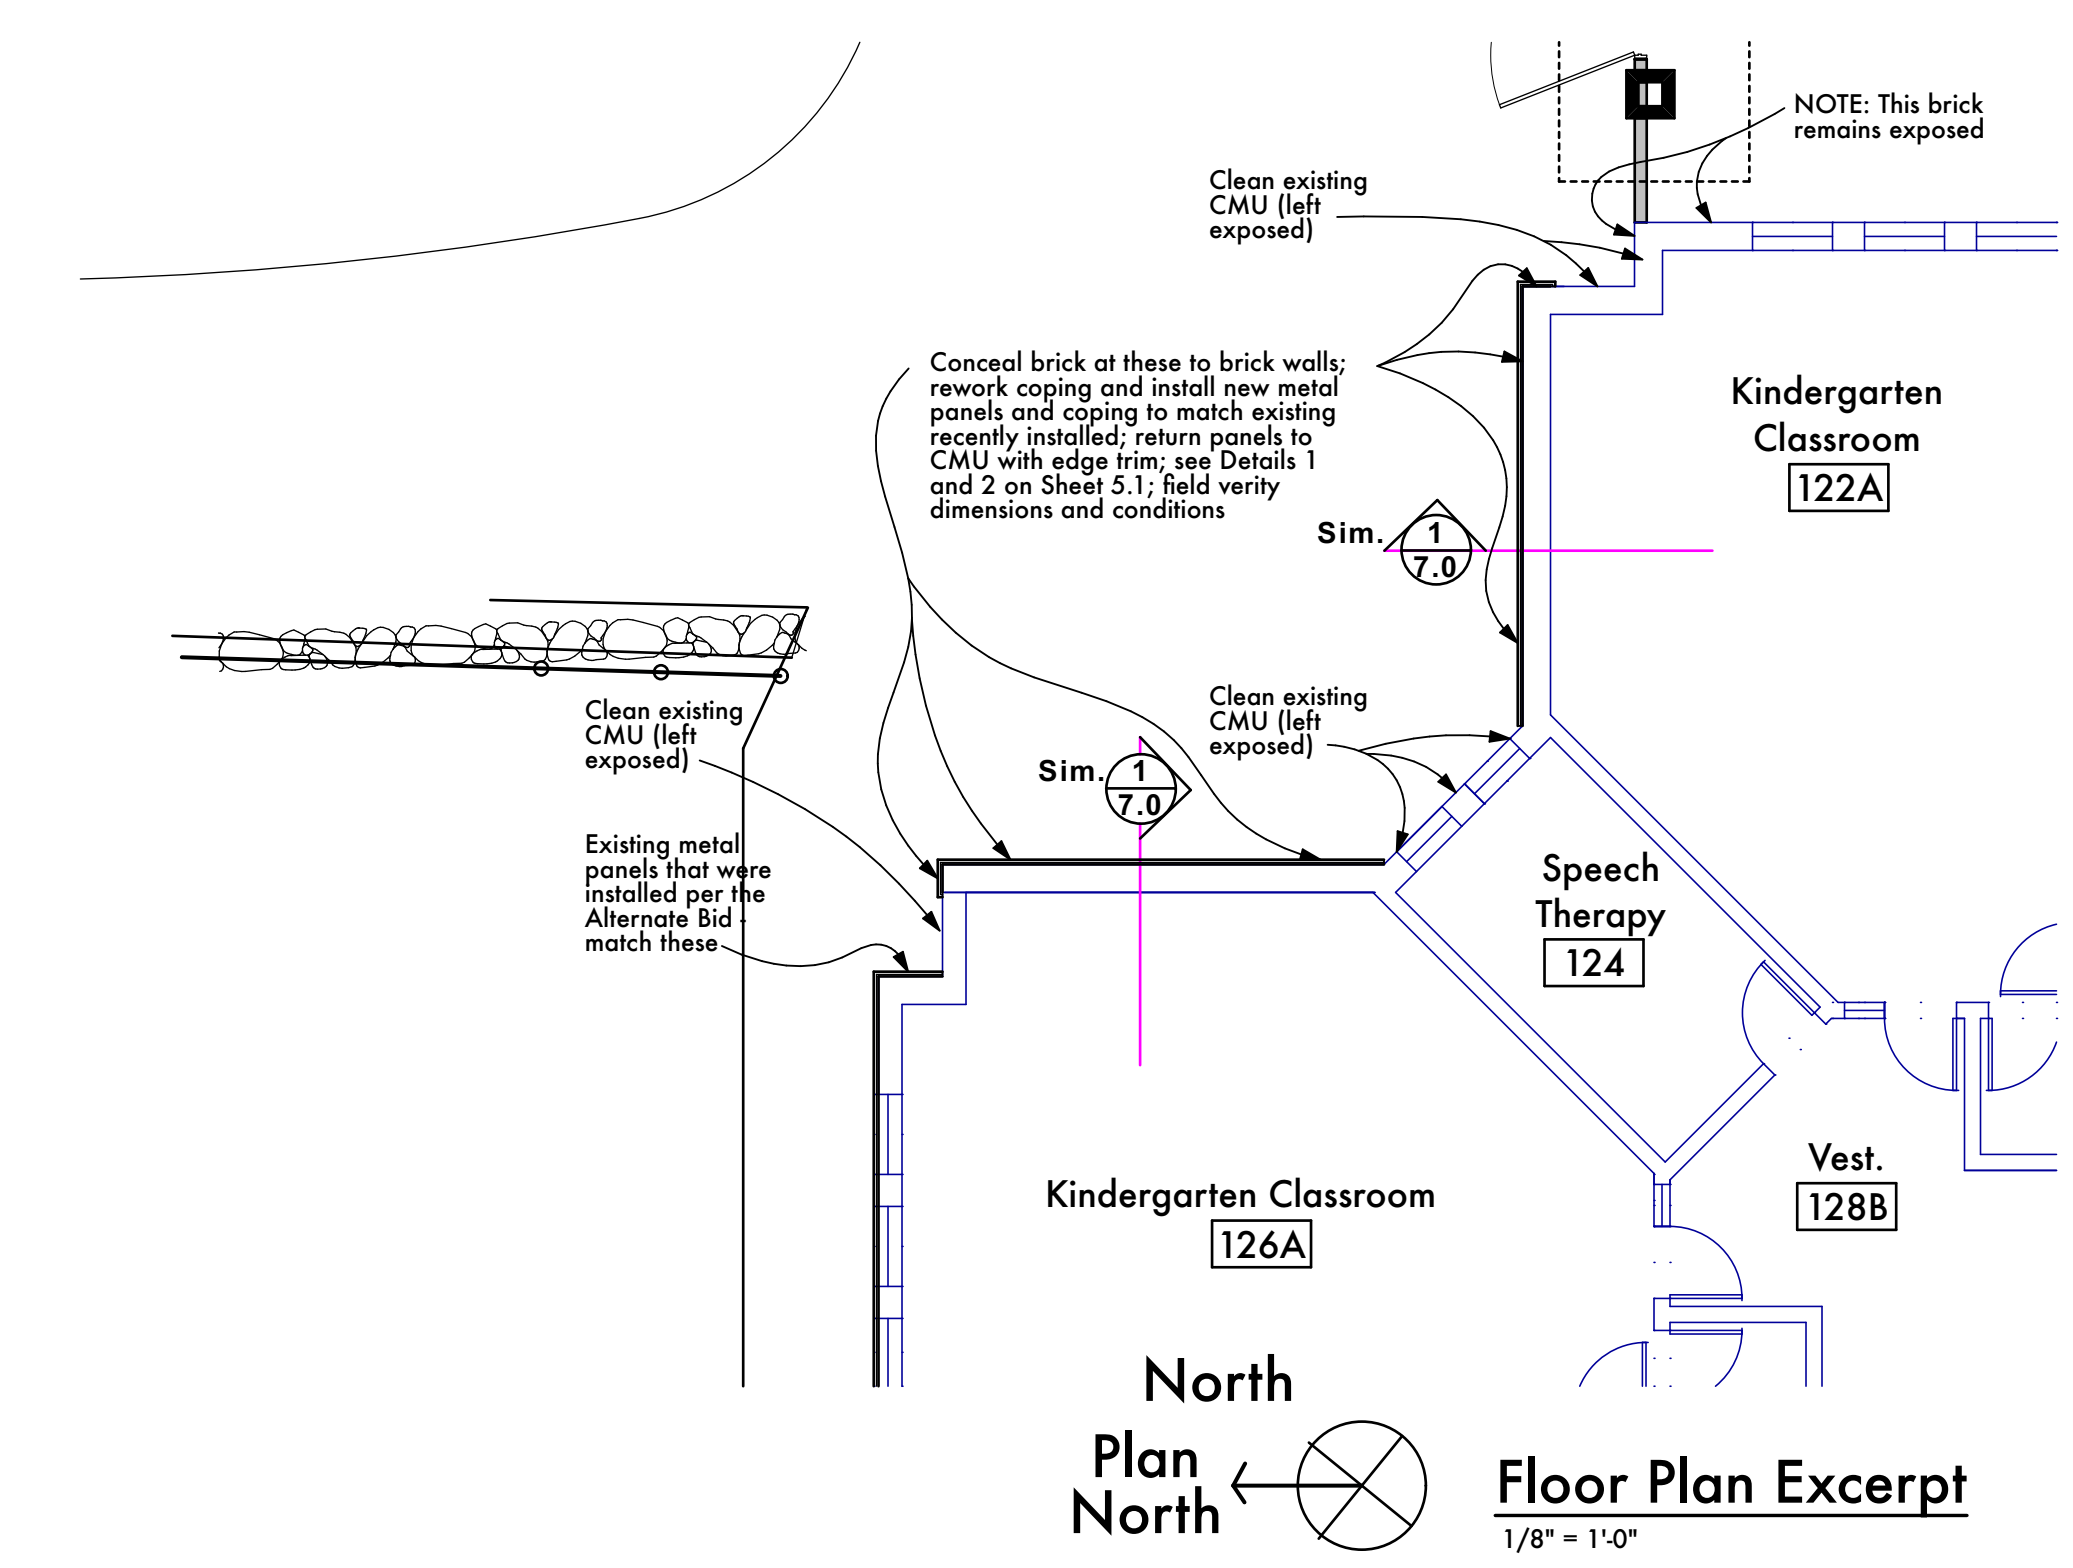 NOTE: This brick
remains exposed
Clean existing
CMU (left
exposed)
Conceal brick at these to brick walls;
rework coping and install new metal
panels and coping to match existing
recently installed; return panels to
CMU with edge trim; see Details 1
and 2 on Sheet 5.1; field verity
dimensions and conditions
Kindergarten
Classroom
122A
Sim.
1
7.0
Clean existing
CMU (left
exposed)
Clean existing
CMU (left
exposed)
Sim.
1
7.0
Existing metal
panels that were
installed per the
Alternate Bid -
match these
Speech
Therapy
124
Vest.
128B
Kindergarten Classroom
126A
North
Plan
North
Floor Plan Excerpt
1/8" = 1'-0"